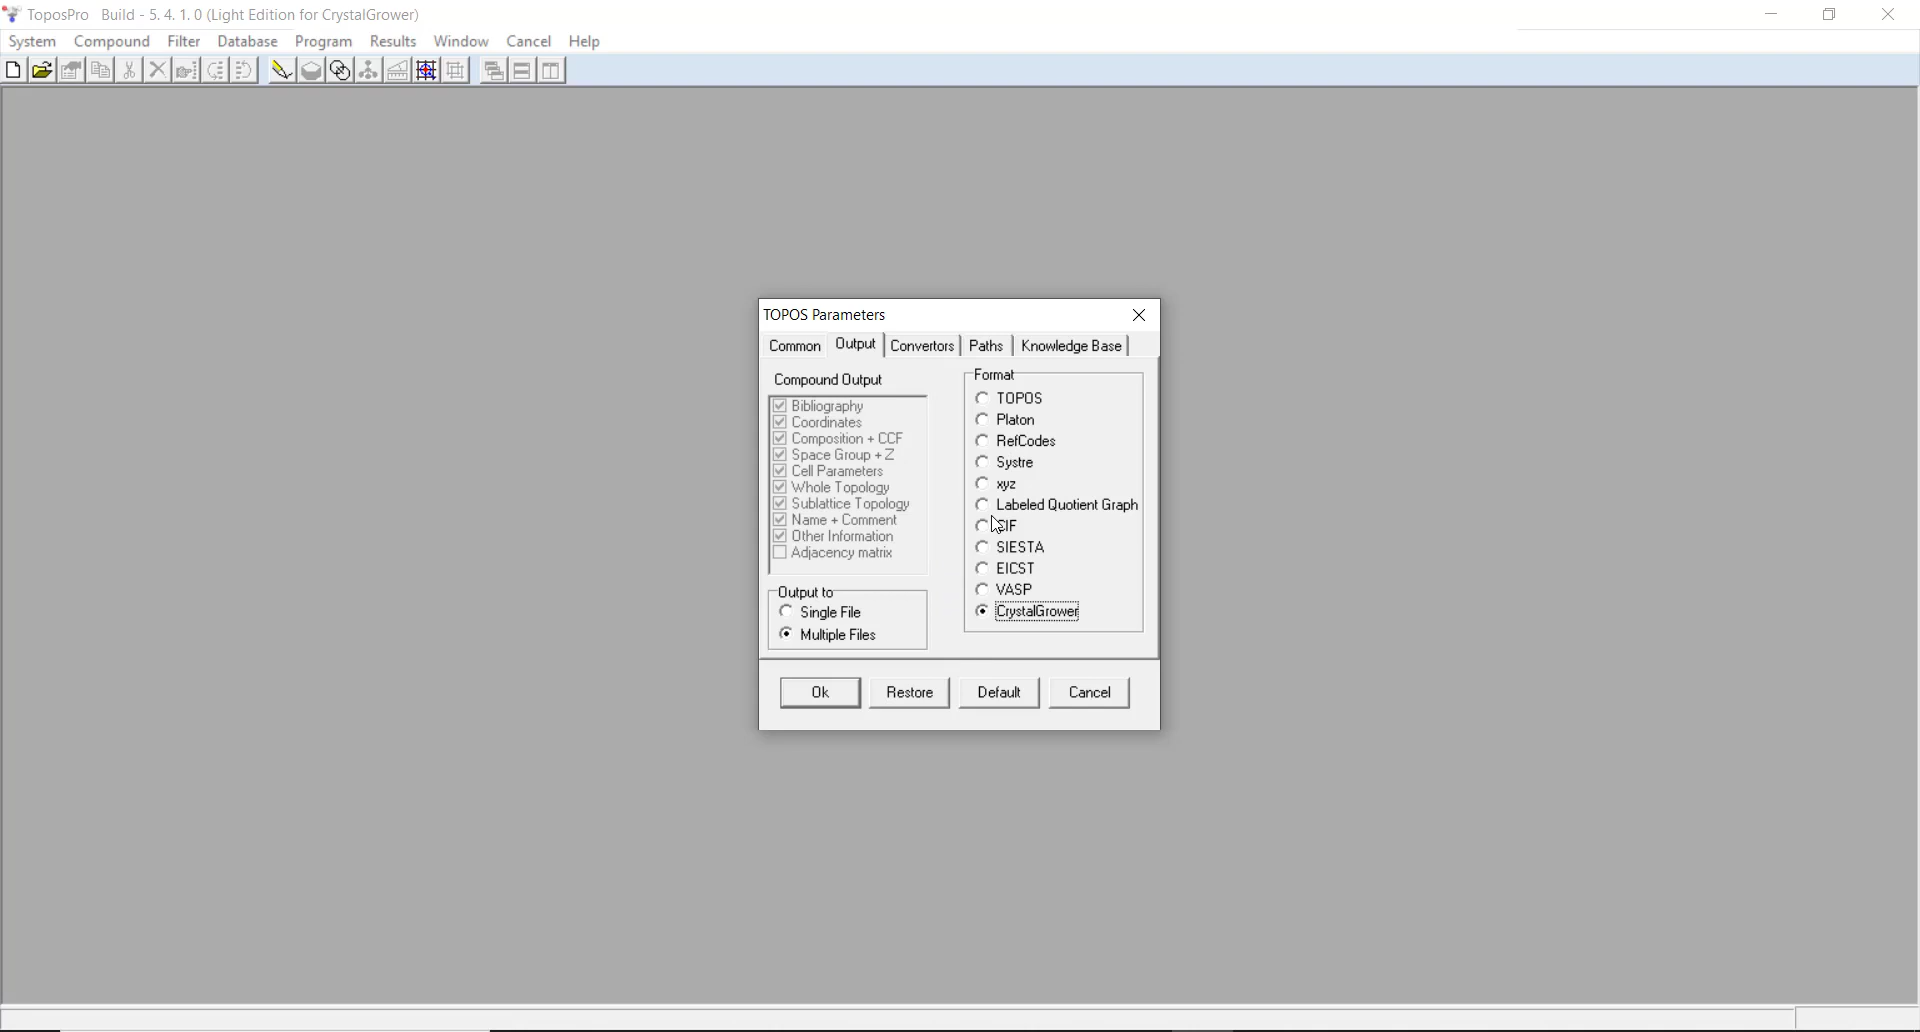 ToposPro Build - 5. 4. 1. 0 (Light Edition for CrystalGrower)
System Compound Filter Database Program Results Window Cancel Help
TOPOS Parameters
Common Output Convertors Paths Knowledge Base
Compound Output
Bibliography
Coordinates
Composition + CCF
Space Group + Z
Cell Parameters
Whole Topology
Sublattice Topology
Name + Comment
Other Information
Adjacency matrix
Output to
Single File
Multiple Files
Format
TOPOS
Platon
RefCodes
Systre
xyz
Labeled Quotient Graph
CIF
SIESTA
EICST
VASP
CrystalGrower
Ok Restore Default Cancel